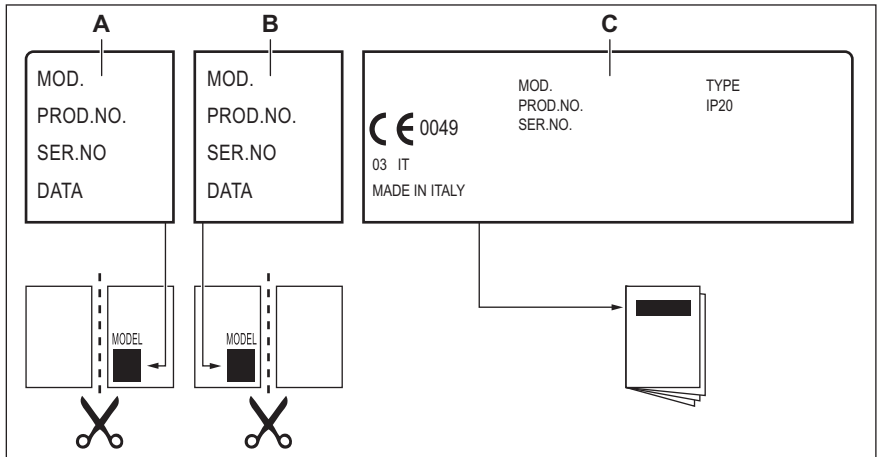 A
B
C
MOD.
PROD.NO.
SER.NO
DATA
MOD.
PROD.NO.
SER.NO
DATA
MOD.
PROD.NO.
SER.NO.
TYPE
IP20
CE 0049
03 IT
MADE IN ITALY
MODEL
MODEL